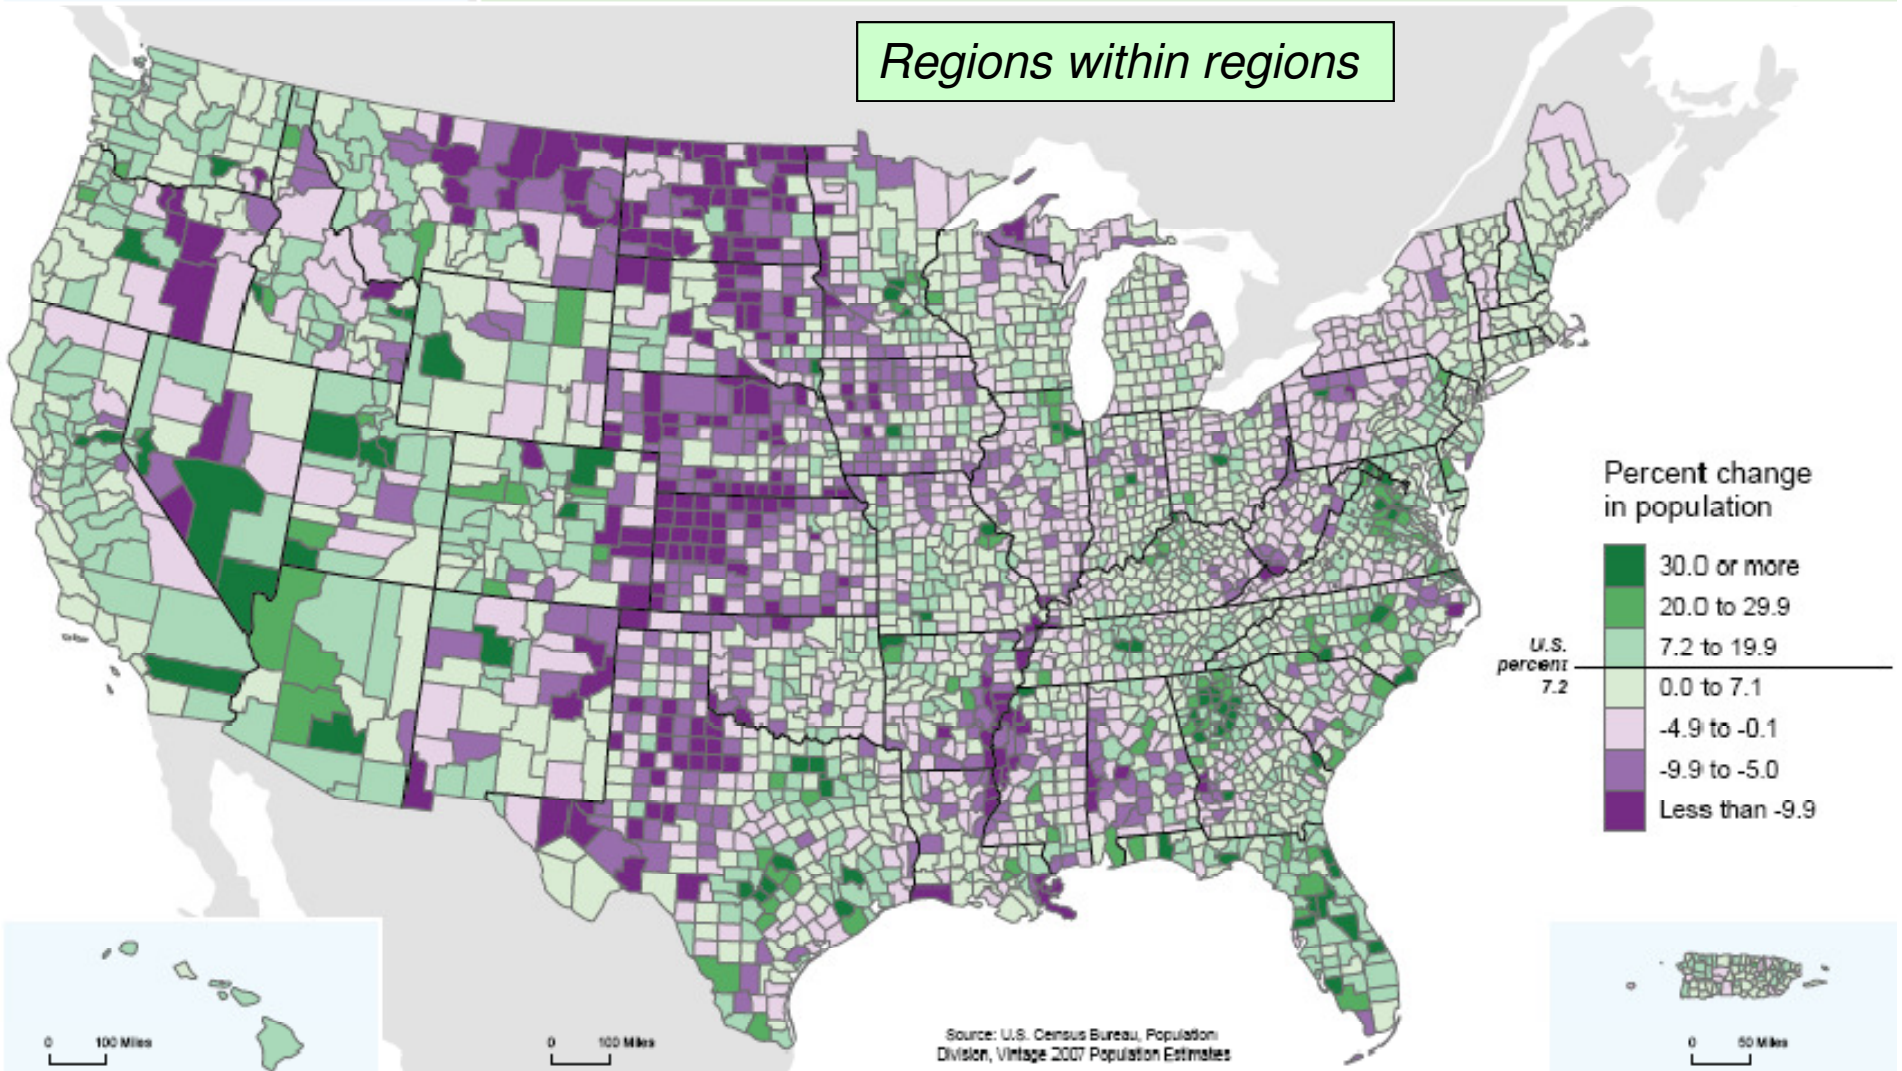 Regions within regions
Percent change
in population
30.0 or more
20.0 to 29.9
7.2 to 19.9
0.0 to 7.1
-4.9 to -0.1
-9.9 to -5.0
Less than -9.9
U.S.
percent
7.2
0 100 Miles
0 100 Miles
Source: U.S. Census Bureau, Population
Division, Vintage 2007 Population Estimates
0 50 Miles